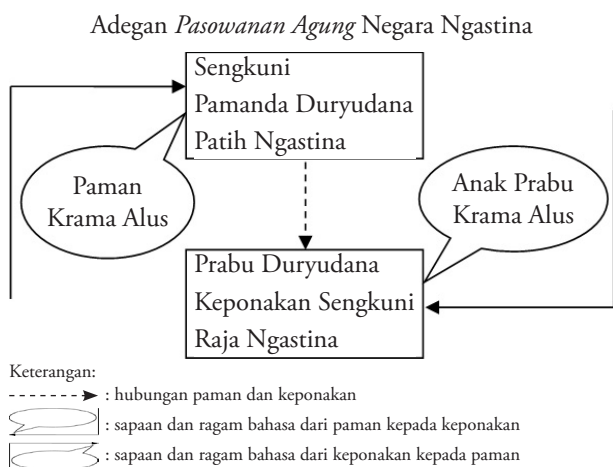 Adegan Pasowanan Agung Negara Ngastina
Sengkuni
Pamanda Duryudana
Patih Ngastina
Paman
Krama Alus
Anak Prabu
Krama Alus
Prabu Duryudana
Keponakan Sengkuni
Raja Ngastina
Keterangan:
: hubungan paman dan keponakan
: sapaan dan ragam bahasa dari paman kepada keponakan
: sapaan dan ragam bahasa dari keponakan kepada paman